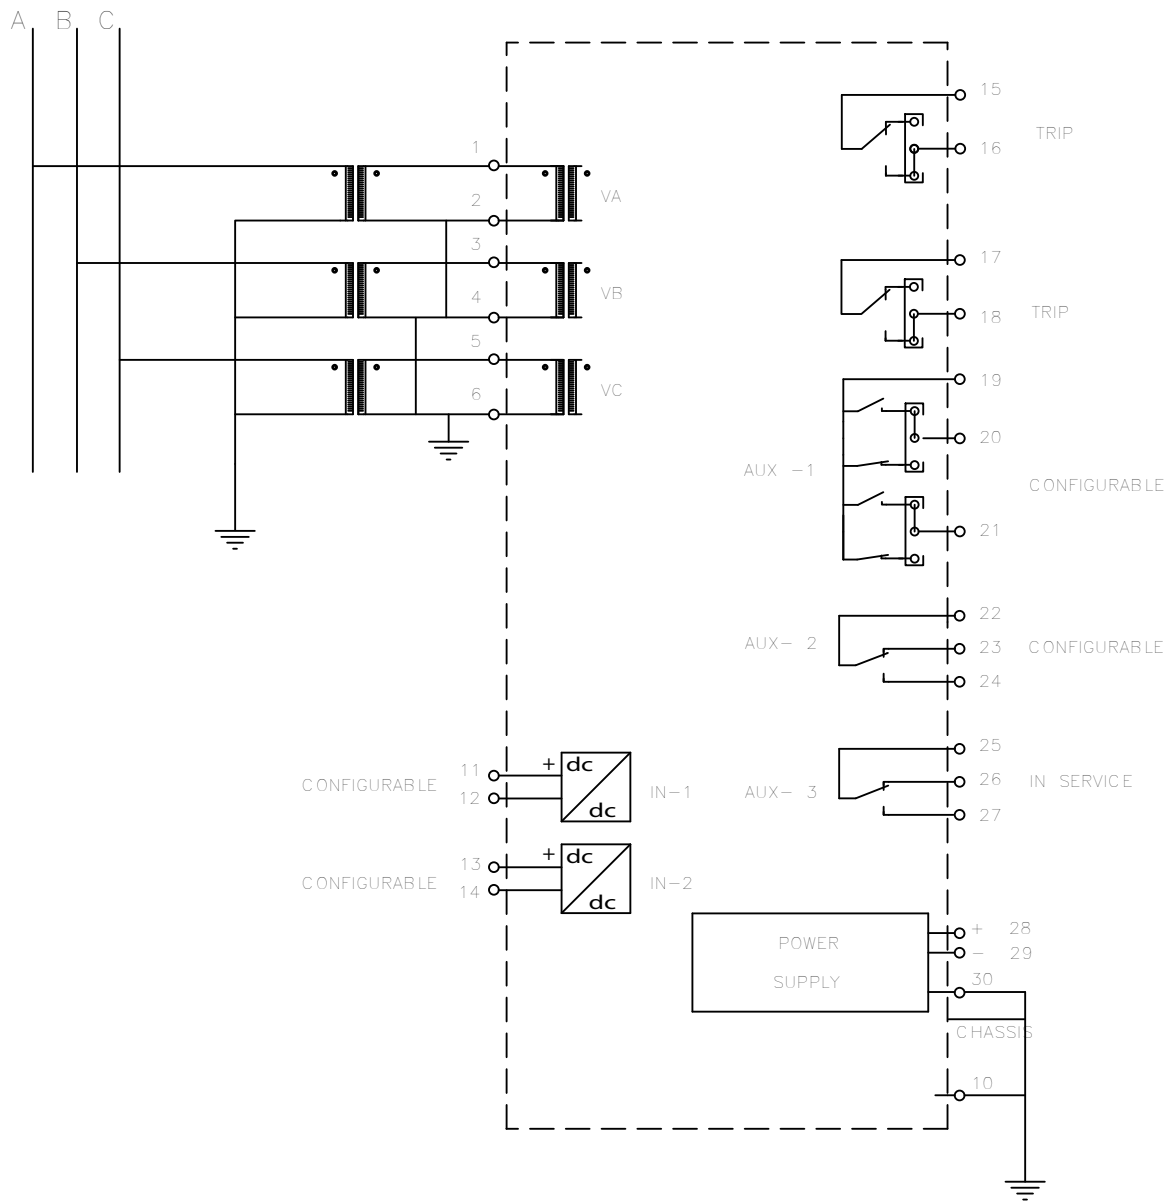 A B C
15
TRIP
16
1
2
VA
3
17
VB
4
18
TRIP
5
19
VC
6
20
AUX -1
CONFIGURABLE
21
22
AUX- 2
23
CONFIGURABLE
24
25
11
+
dc
26
IN SERVICE
CONFIGURABLE
12
dc
IN-1
AUX- 3
27
13
+
dc
CONFIGURABLE
14
dc
IN-2
+ 28
POWER
- 29
SUPPLY
30
CHASSIS
10